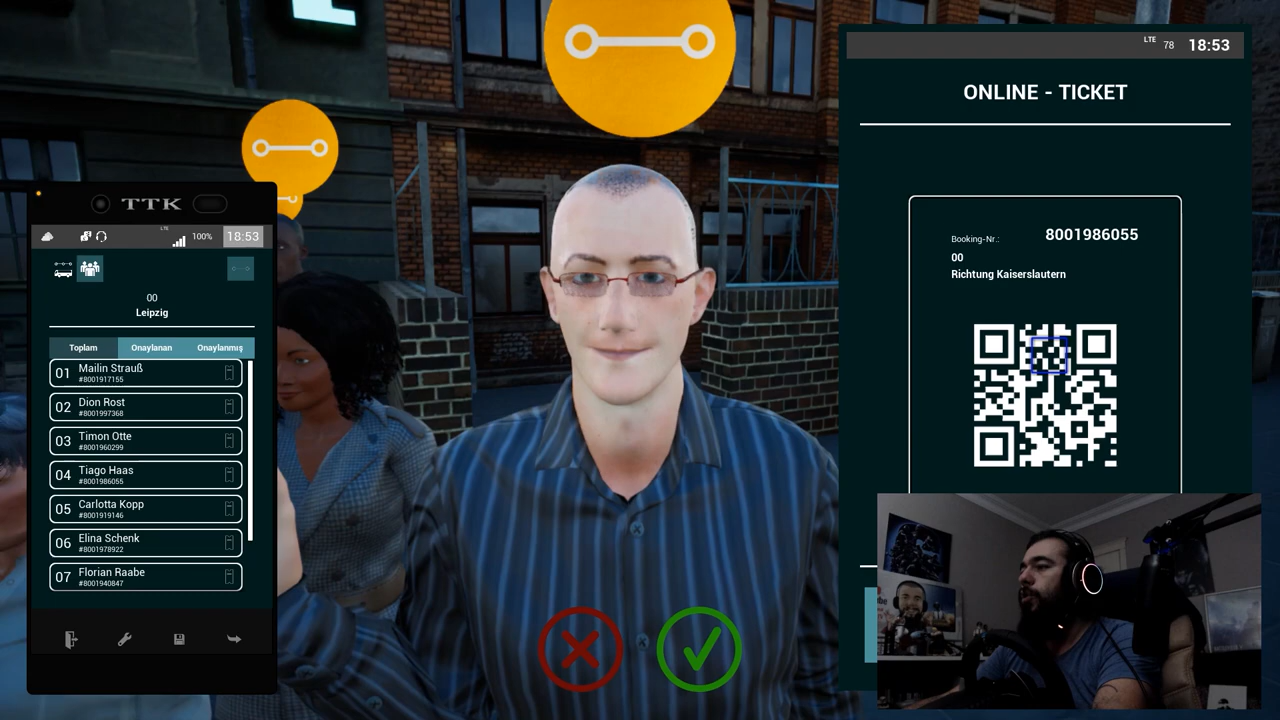 TTK
LTE
100%
18:53
00
Leipzig
Toplam
Onaylanan
Onaylanmış
01
Mailin Strauß
#8001917155
02
Dion Rost
#8001997368
03
Timon Otte
#8001960299
04
Tiago Haas
#8001986055
05
Carlotta Kopp
#8001919146
06
Elina Schenk
#8001978922
07
Florian Raabe
#8001940847
LTE
78
18:53
ONLINE - TICKET
Booking-Nr.:
8001986055
00
Richtung Kaiserslautern